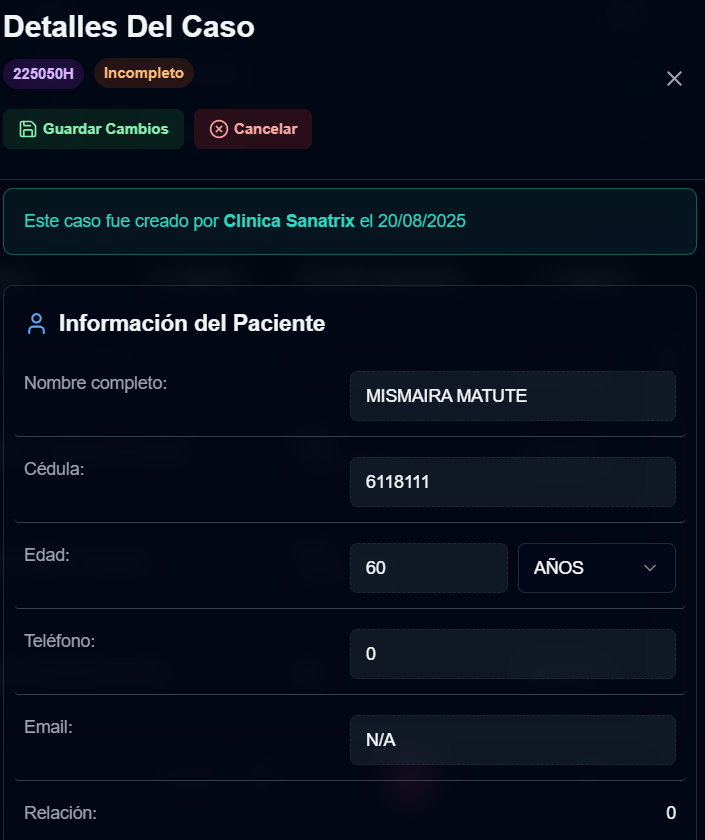 Detalles Del Caso
225050H Incompleto
Guardar Cambios Cancelar
Este caso fue creado por Clinica Sanatrix el 20/08/2025
Información del Paciente
Nombre completo: MISMAIRA MATUTE
Cédula: 6118111
Edad: 60 AÑOS
Teléfono: 0
Email: N/A
Relación: 0